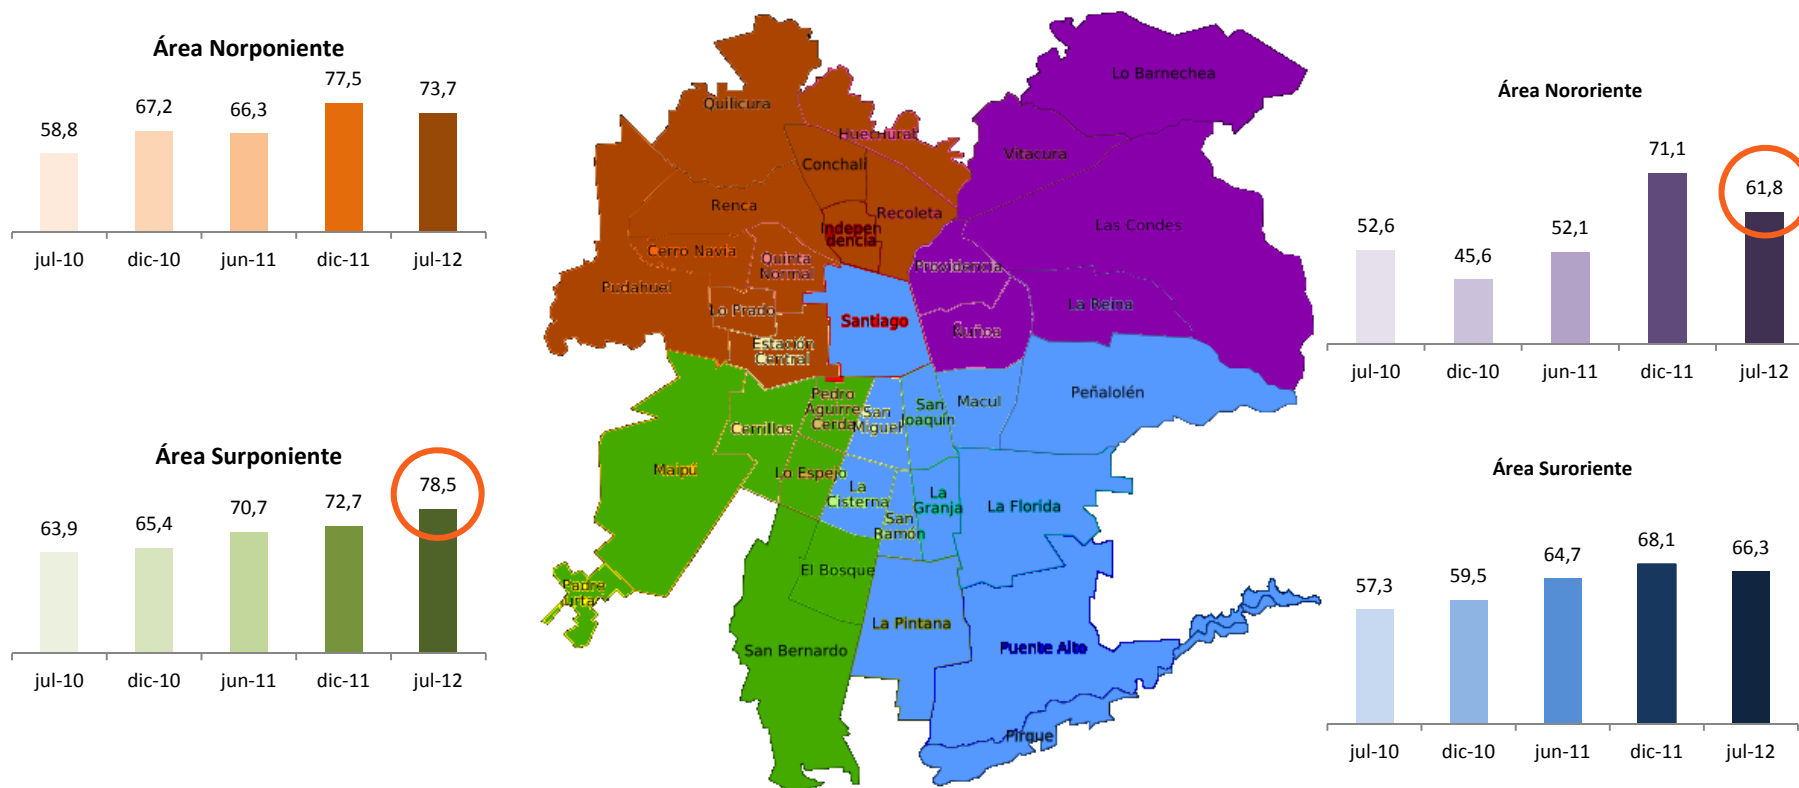 Área Norponiente
58,8
67,2
66,3
77,5
73,7
jul-10
dic-10
jun-11
dic-11
jul-12
Área Surponiente
63,9
65,4
70,7
72,7
78,5
jul-10
dic-10
jun-11
dic-11
jul-12
Lo Barnechea
Quilicura
Huechurab
Vitacura
Conchalí
Renca
Recoleta
Las Condes
Indepen
dencia
Cerro Navia
Quinta
Normal
Providencia
Pudahuel
Lo Prado
La Reina
Santiago
Ñuñoa
Estación
Central
Peñalolén
Pedro
Aguirre
Cerda
San
Miguel
San
Joaquín
Macul
Cerrillos
Maipú
Lo Espejo
La
Cisterna
La
Granja
La Florida
San
Ramón
El Bosque
Padre
urta
La Pintana
San Bernardo
Puente Alto
Pirque
Área Nororiente
52,6
45,6
52,1
71,1
61,8
jul-10
dic-10
jun-11
dic-11
jul-12
Área Suroriente
57,3
59,5
64,7
68,1
66,3
jul-10
dic-10
jun-11
dic-11
jul-12